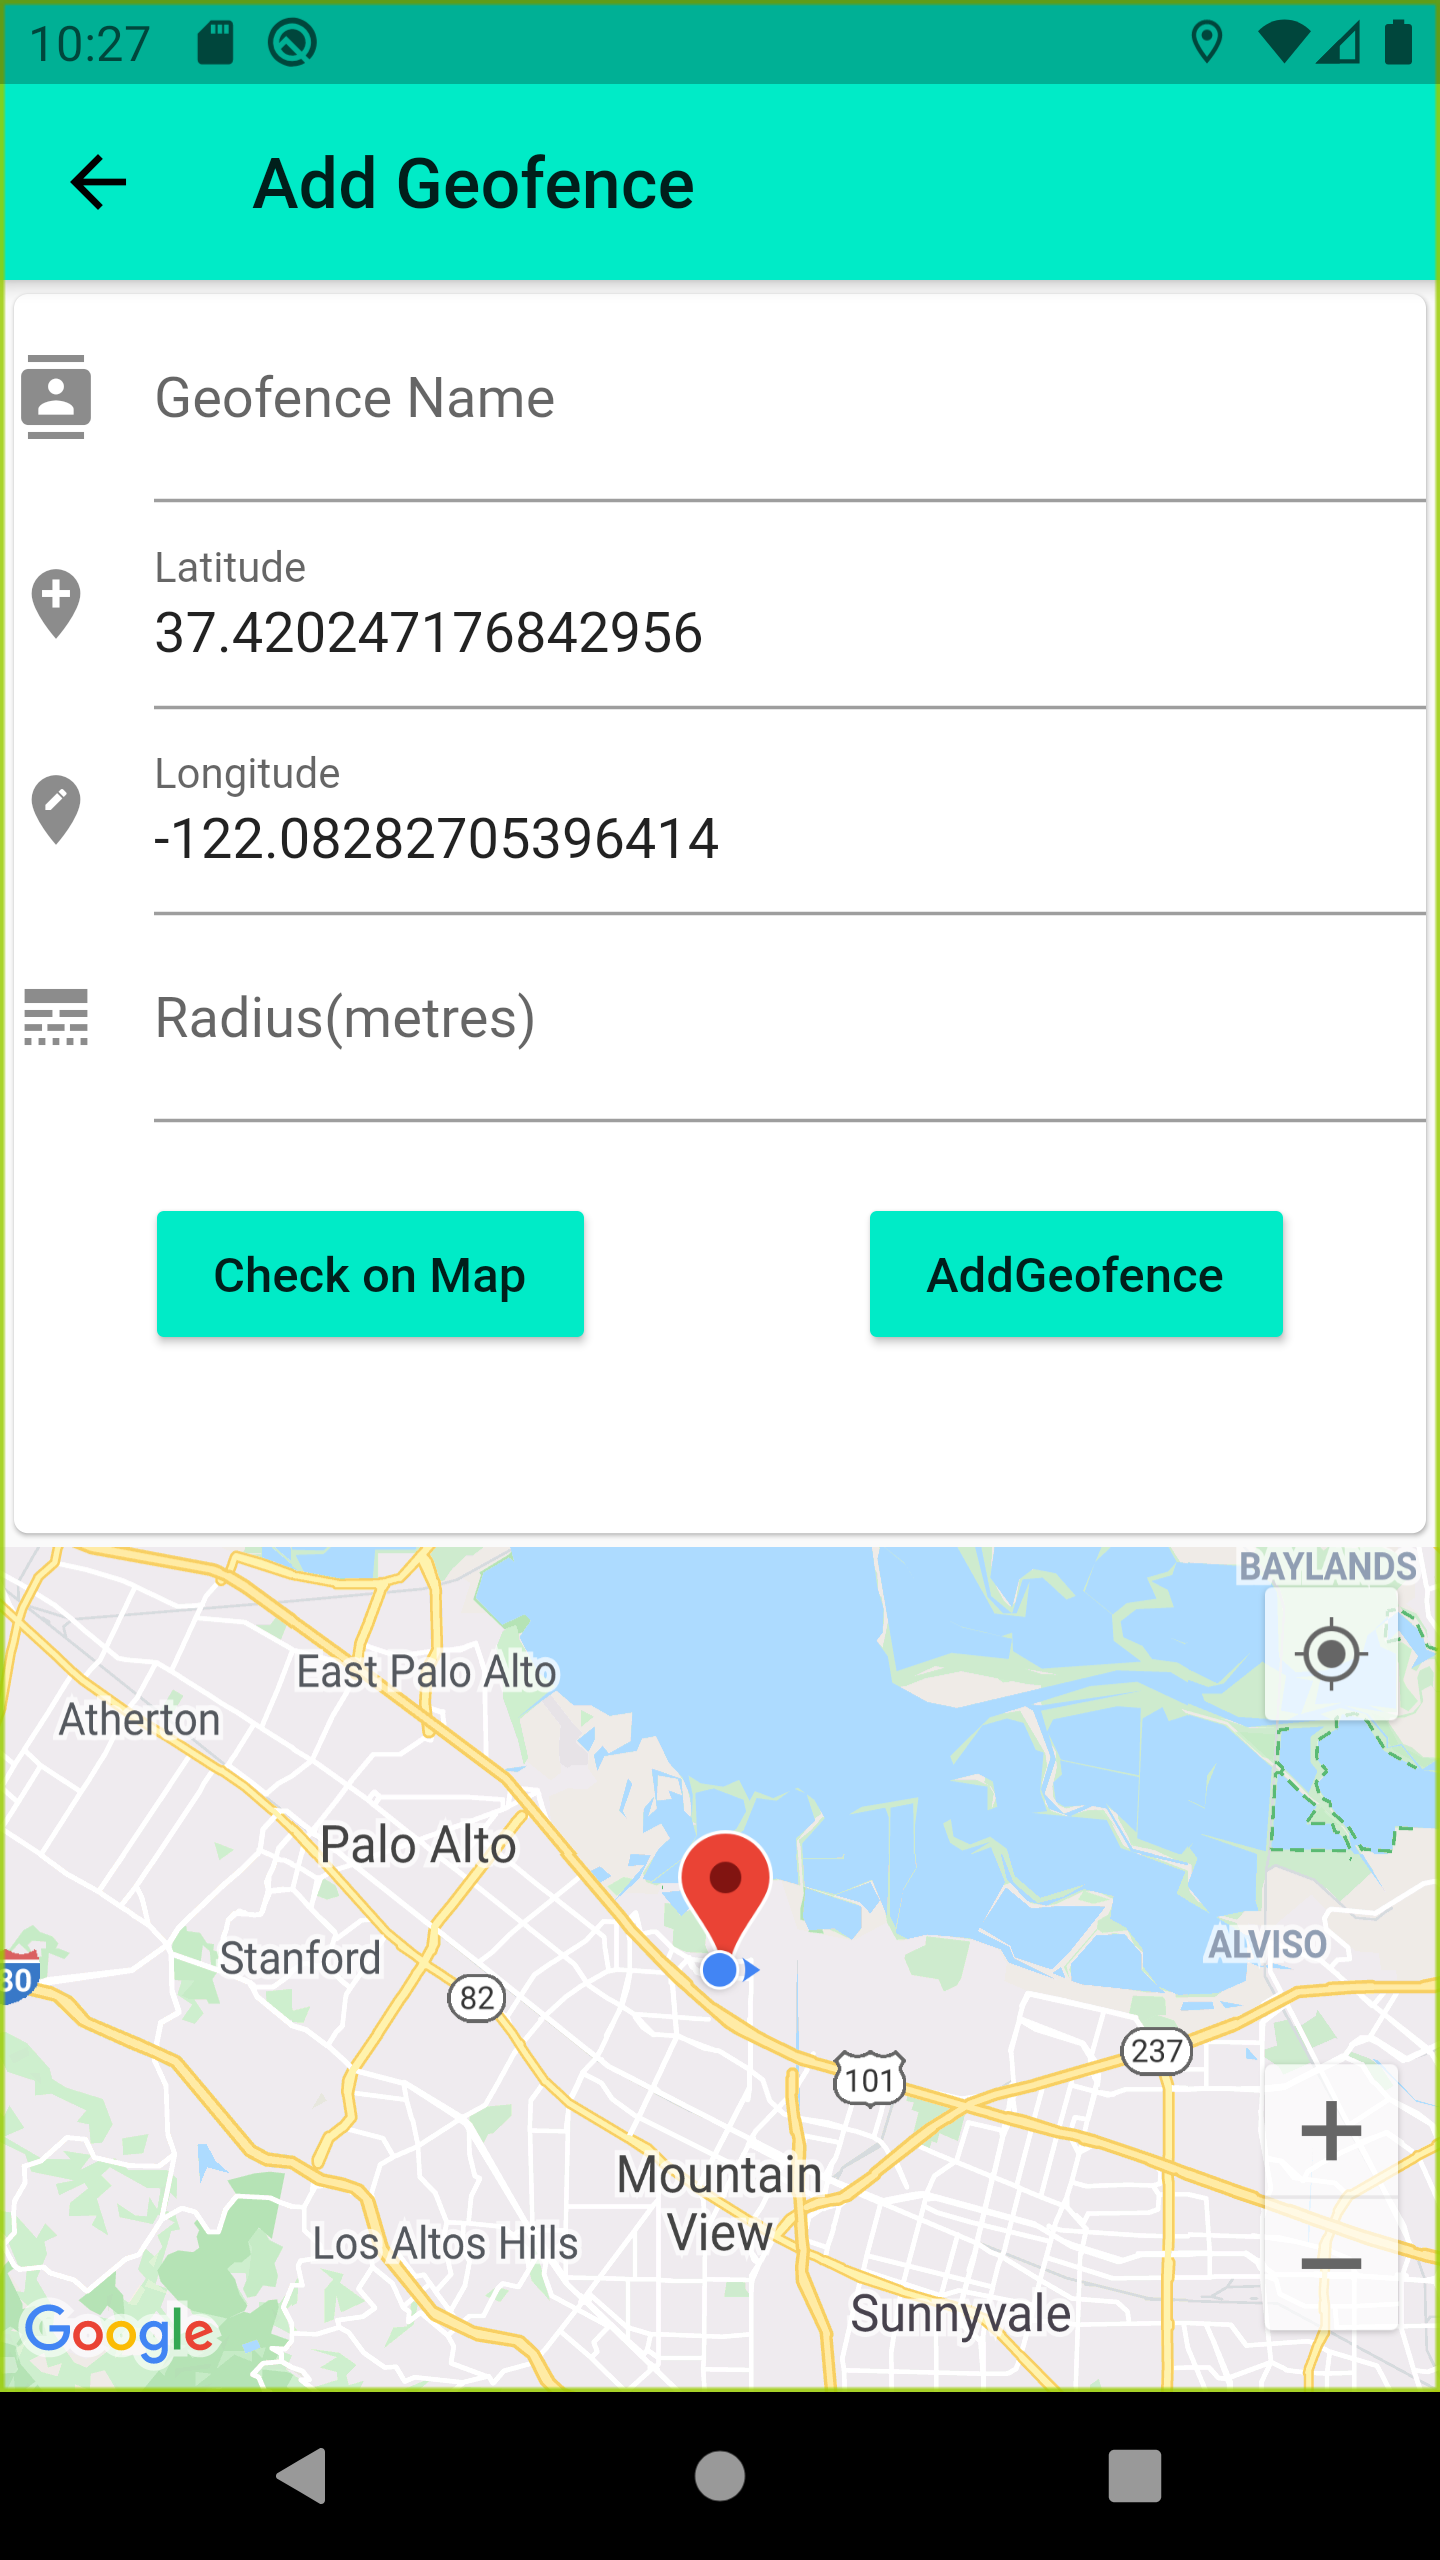 10:27
Add Geofence
Geofence Name
Latitude
37.420247176842956
Longitude
-122.08282705396414
Radius(metres)
Check on Map
AddGeofence
BAYLANDS
East Palo Alto
Atherton
Palo Alto
Stanford
ALVISO
30
82
237
101
Mountain
View
Los Altos Hills
Sunnyvale
Google